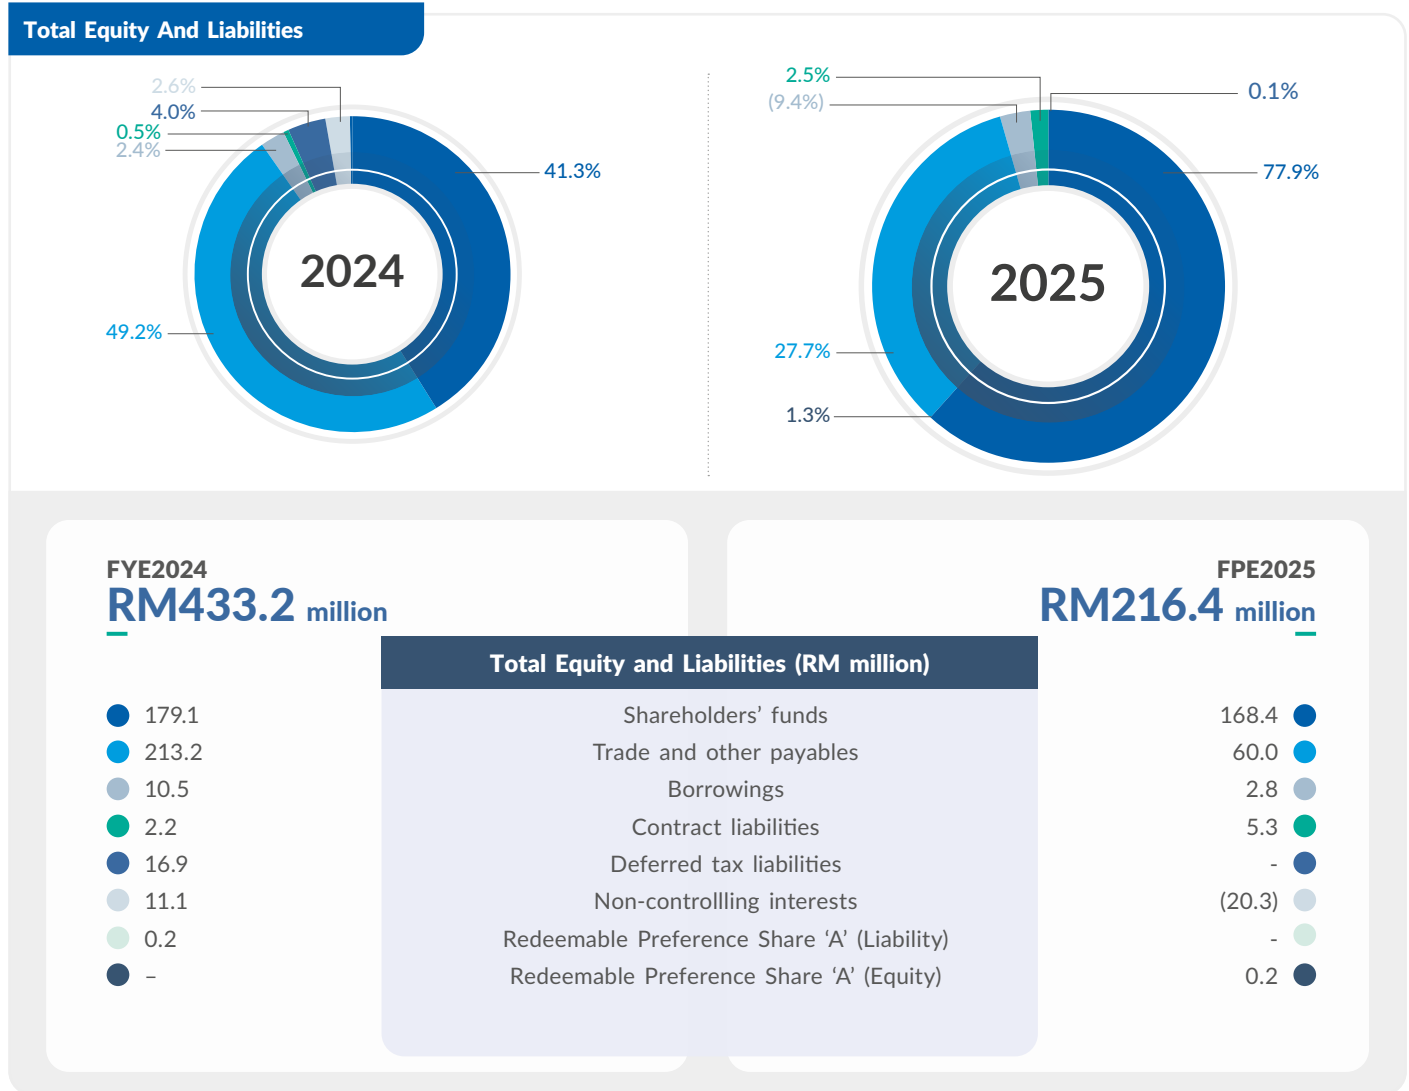 Total Equity And Liabilities
2.6%
4.0%
0.5%
2.4%
41.3%
49.2%
2024
2.5%
(9.4%)
0.1%
77.9%
27.7%
1.3%
2025
FYE2024
RM433.2 million
FPE2025
RM216.4 million
Total Equity and Liabilities (RM million)
179.1 Shareholders’ funds 168.4
213.2 Trade and other payables 60.0
10.5 Borrowings 2.8
2.2 Contract liabilities 5.3
16.9 Deferred tax liabilities -
11.1 Non-controllling interests (20.3)
0.2 Redeemable Preference Share ‘A’ (Liability) -
– Redeemable Preference Share ‘A’ (Equity) 0.2